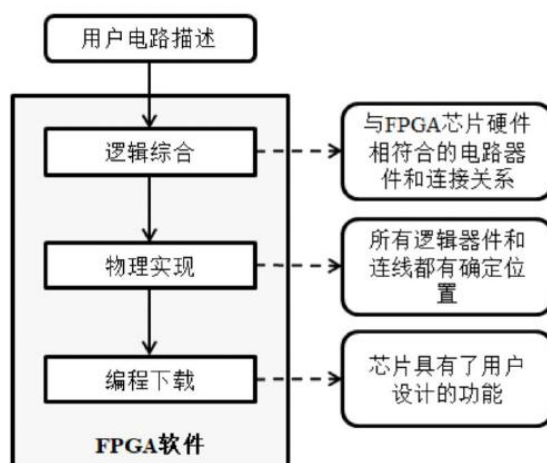 用户电路描述
逻辑综合
与FPGA芯片硬件
相符合的电路器
件和连接关系
物理实现
所有逻辑器件和
连线都有确定位
置
编程下载
芯片具有了用户
设计的功能
FPGA软件